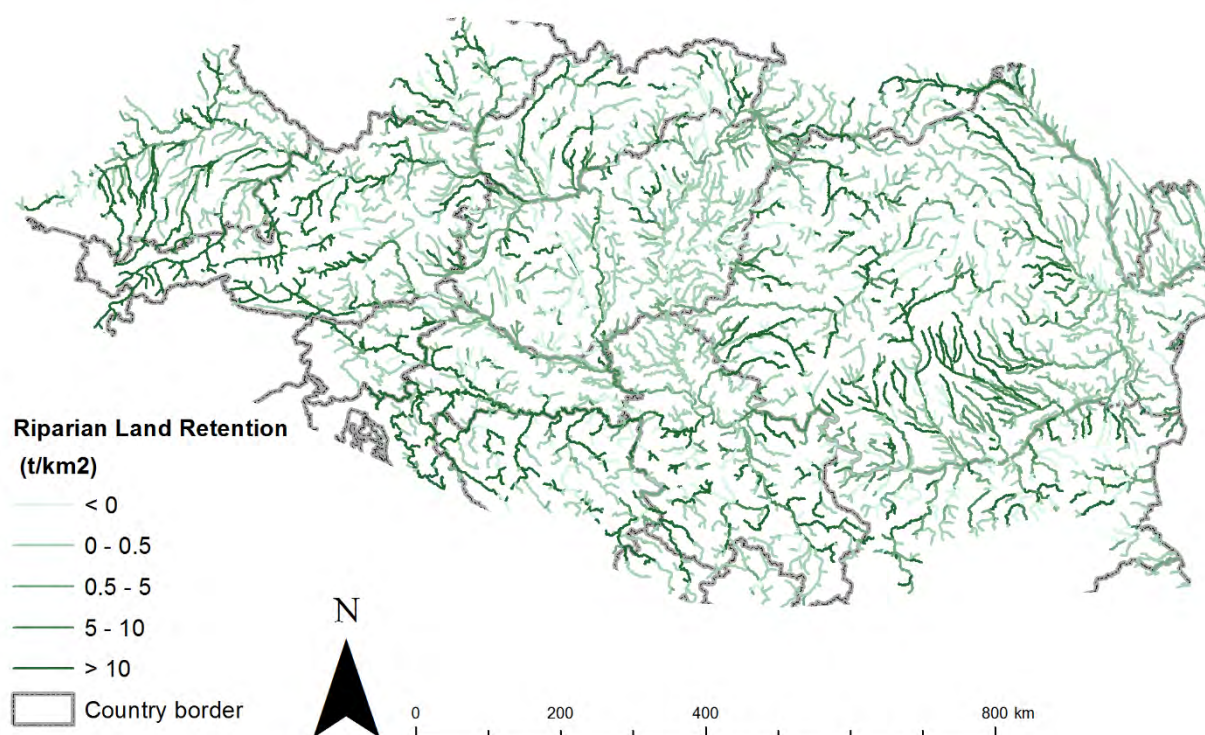 Riparian Land Retention
(t/km2)
< 0
0 - 0.5
0.5 - 5
5 - 10
> 10
Country border
N
0 200 400 800 km